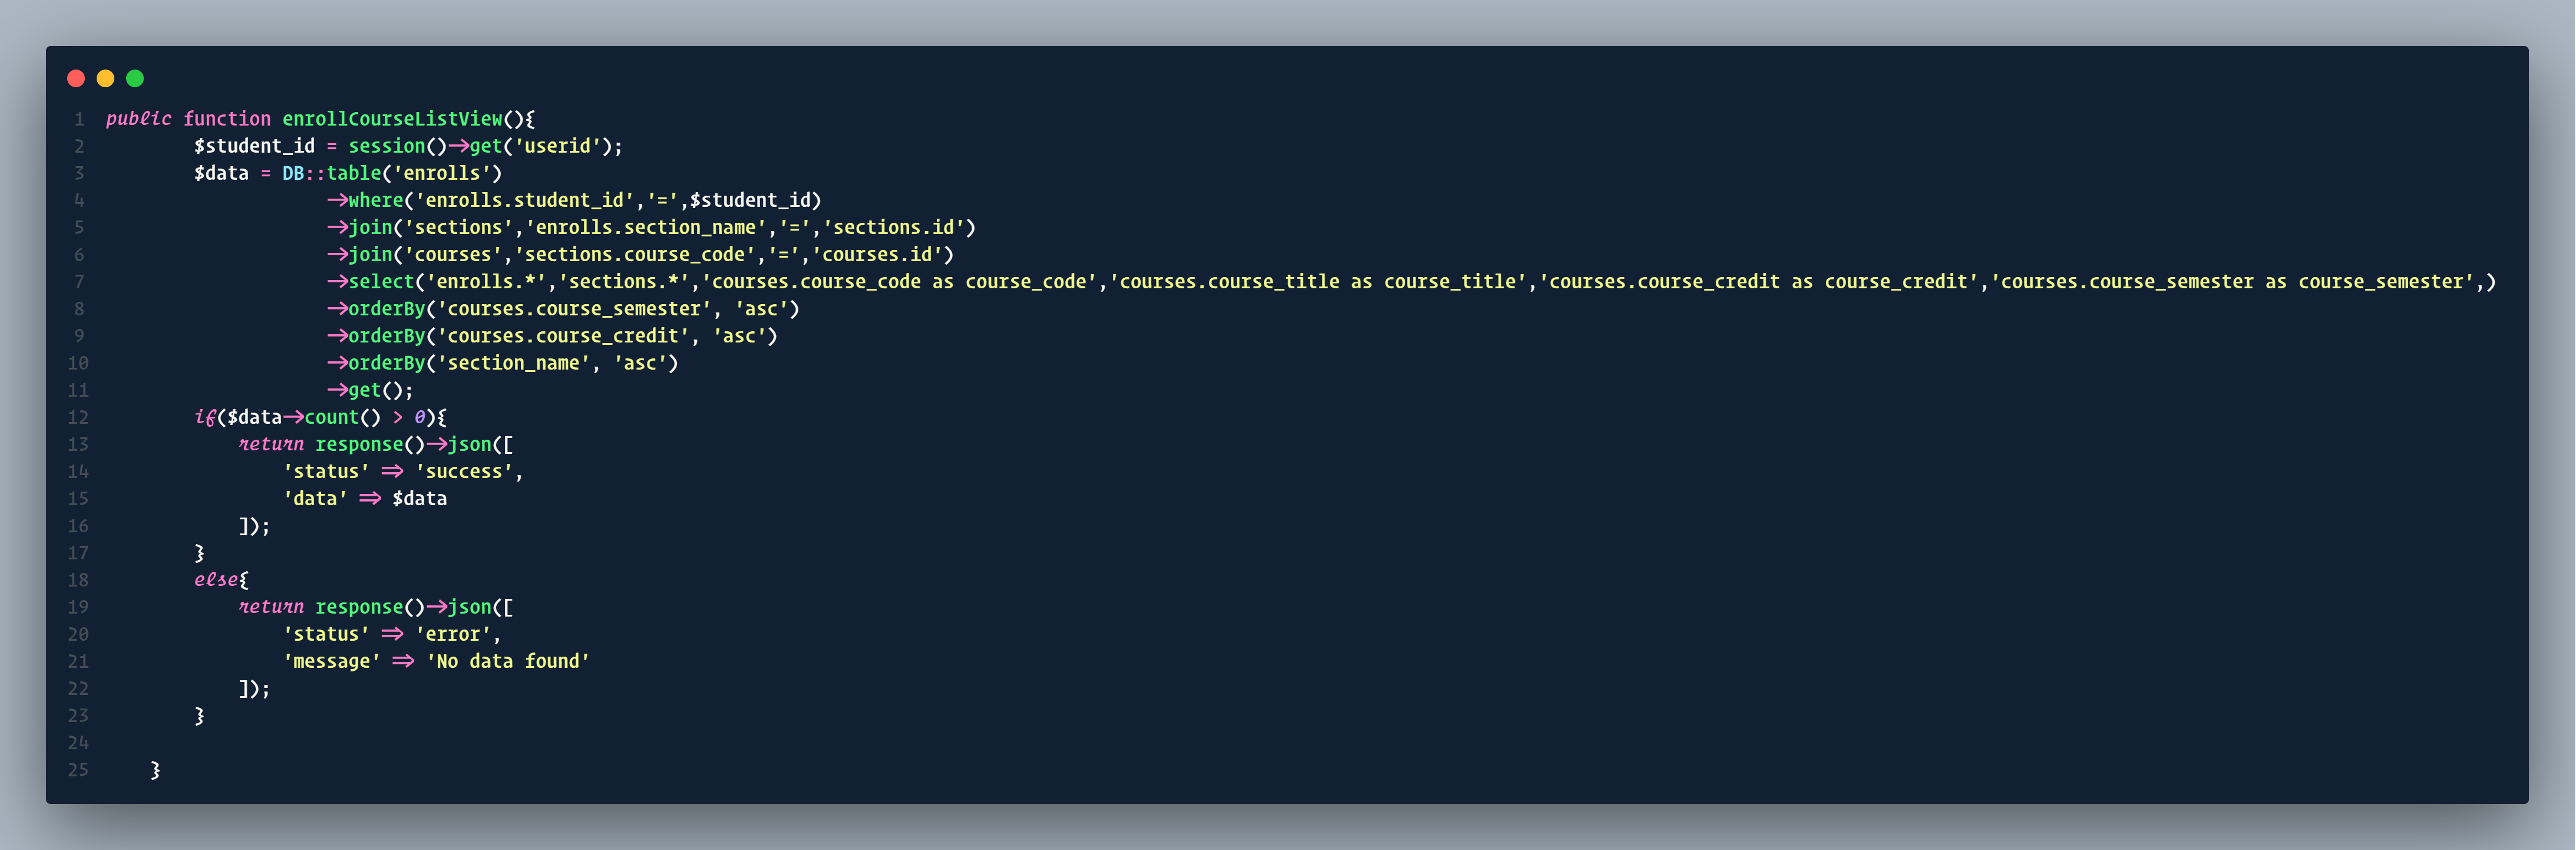 1 public function enrollCourseListView(){
2 $student_id = session()->get('userid');
3 $data = DB::table('enrolls')
4 ->where('enrolls.student_id','=',$student_id)
5 ->join('sections','enrolls.section_name','=','sections.id')
6 ->join('courses','sections.course_code','=','courses.id')
7 ->select('enrolls.*','sections.*','courses.course_code as course_code','courses.course_title as course_title','courses.course_credit as course_credit','courses.course_semester as course_semester',)
8 ->orderBy('courses.course_semester', 'asc')
9 ->orderBy('courses.course_credit', 'asc')
10 ->orderBy('section_name', 'asc')
11 ->get();
12 if($data->count() > 0){
13 return response()->json([
14 'status' => 'success',
15 'data' => $data
16 ]);
17 }
18 else{
19 return response()->json([
20 'status' => 'error',
21 'message' => 'No data found'
22 ]);
23 }
24
25 }